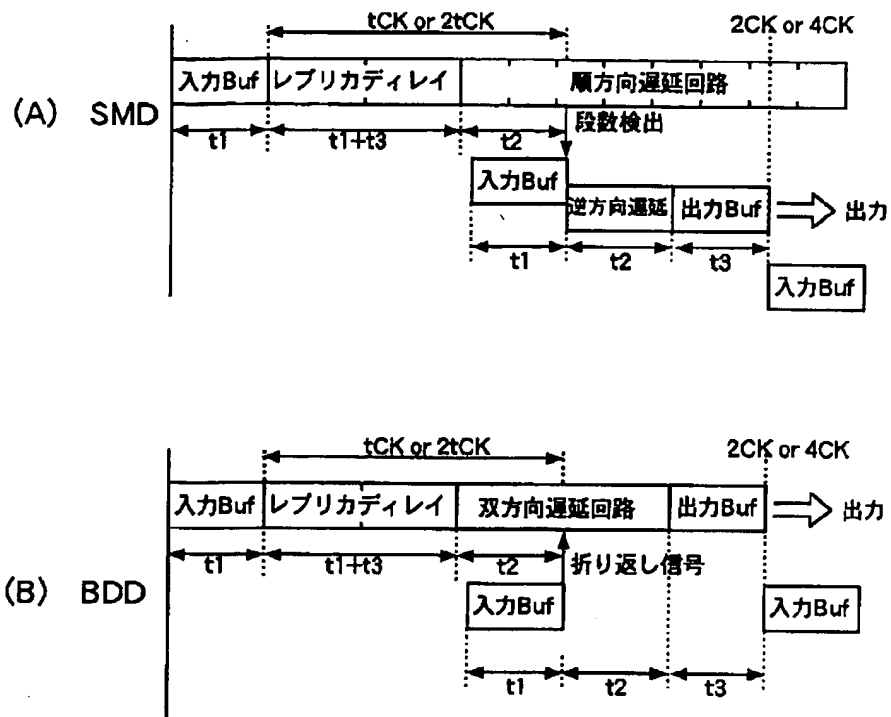 tCK or 2tCK
2CK or 4CK
入力Buf
レプリカディレイ
順方向遅延回路
(A) SMD
t1
t1+t3
t2
段数検出
入力Buf
逆方向遅延
出力Buf
出力
t1
t2
t3
入力Buf
tCK or 2tCK
2CK or 4CK
入力Buf
レプリカディレイ
双方向遅延回路
出力Buf
出力
t1
t1+t3
t2
折り返し信号
(B) BDD
入力Buf
入力Buf
t1
t2
t3